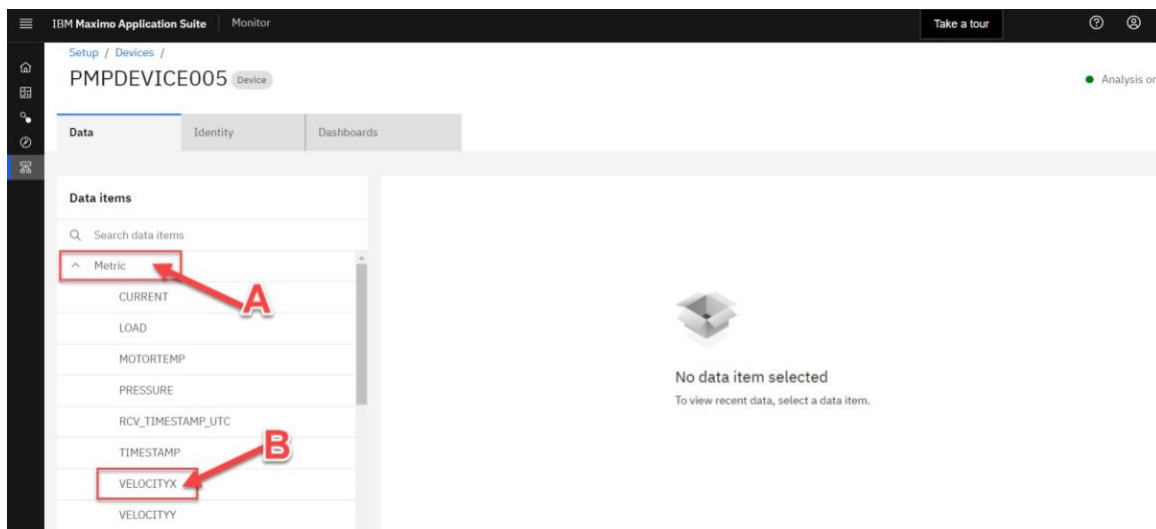 IBM Maximo Application Suite Monitor Take a tour
Setup / Devices /
PMPDEVICE005 Device
Analysis on
Data Identity Dashboards
Data items
Search data items
Metric
A
CURRENT
LOAD
MOTORTEMP
PRESSURE
RCV_TIMESTAMP_UTC
TIMESTAMP
B
VELOCITYX
VELOCITYY
No data item selected
To view recent data, select a data item.